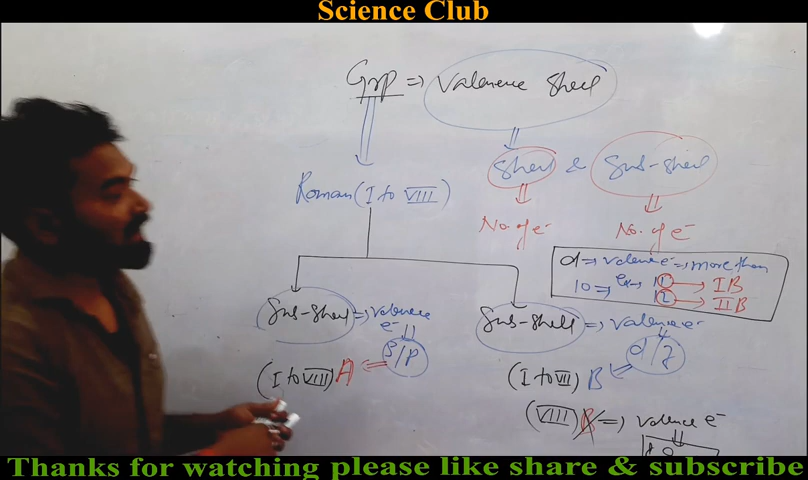 Science Club
Grp => Valence Shell
Shell & Sub-shell
Roman (I to VIII)
No. of e-
No. of e-
d => valence e- => more than
10 => 11 → IB
12 → IIB
Sub-shell => valence e-
Sub-shell => valence e-
s/p
d/f
(I to VIII) A
(I to VII) B
(VIII) B => valence e-
Thanks for watching please like share & subscribe